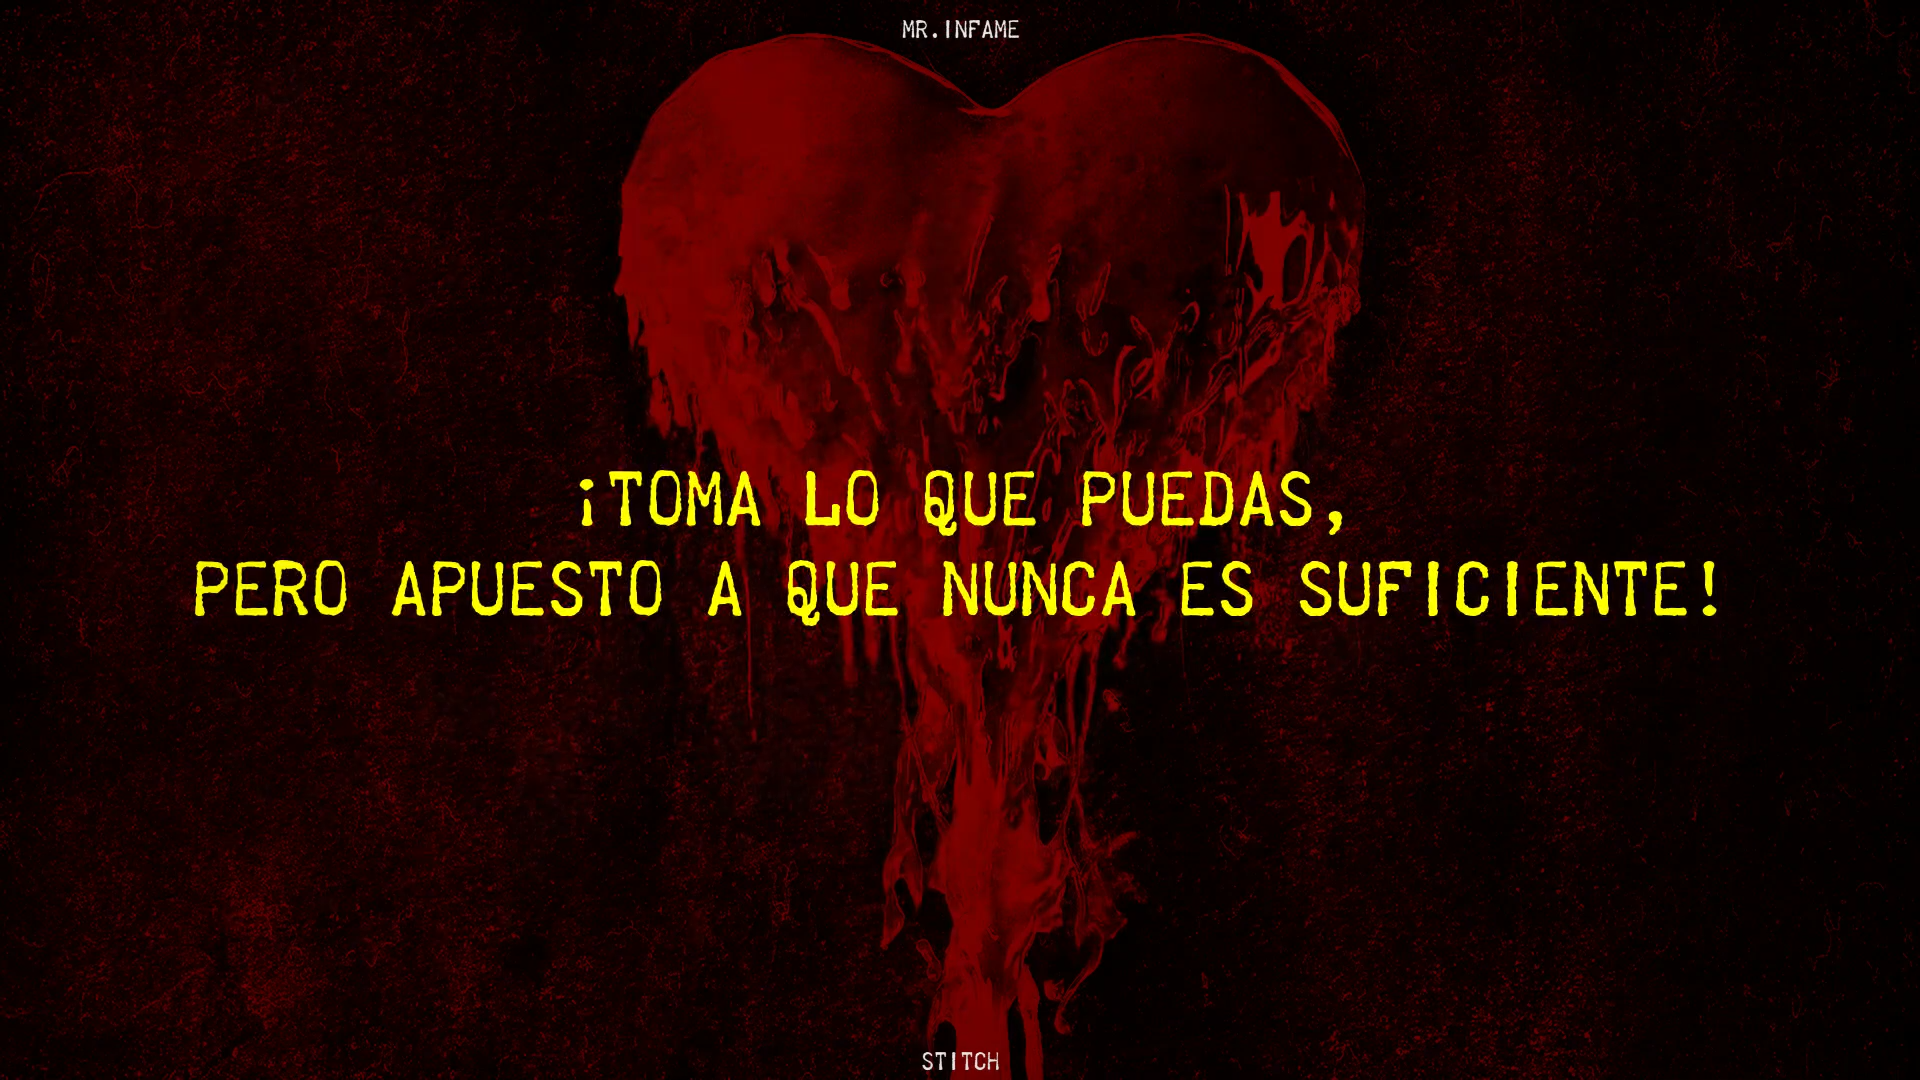 MR.INFAME
¡TOMA LO QUE PUEDAS,
PERO APUESTO A QUE NUNCA ES SUFICIENTE!
STITCH